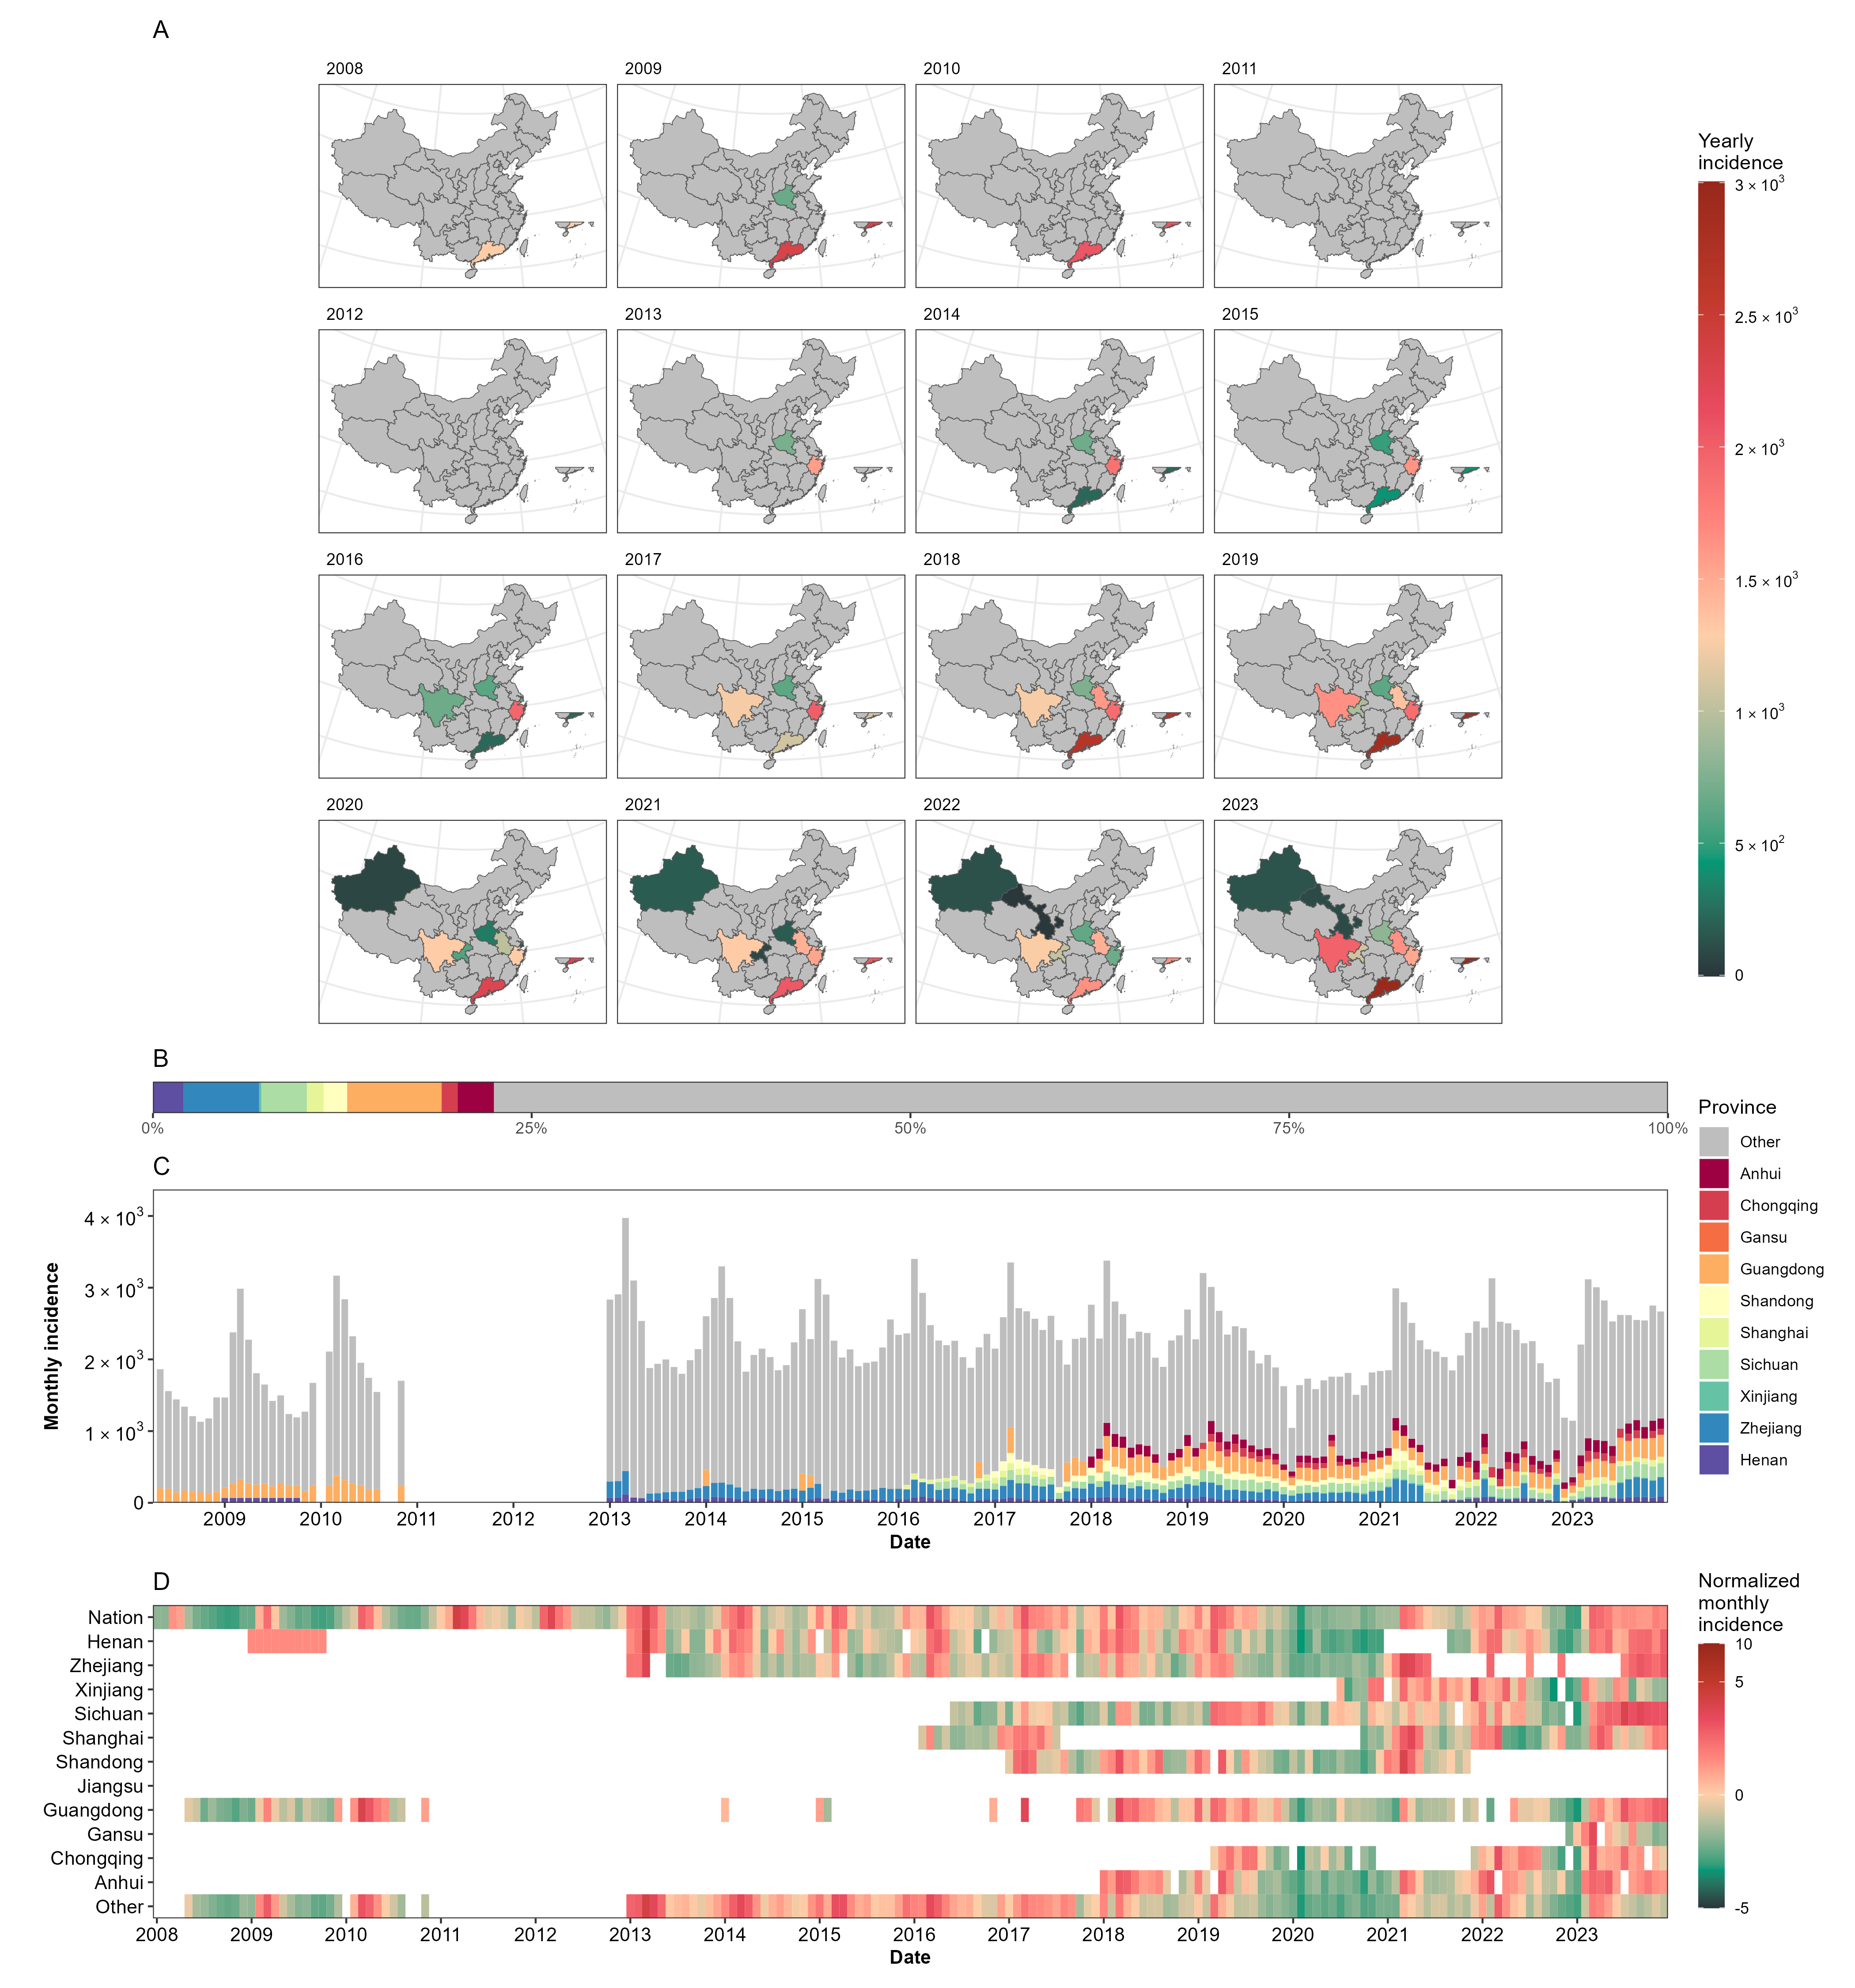 A
2008 2009 2010 2011
2012 2013 2014 2015
2016 2017 2018 2019
2020 2021 2022 2023
Yearly
incidence
3 × 10³
2.5 × 10³
2 × 10³
1.5 × 10³
1 × 10³
5 × 10²
0
B
0% 25% 50% 75% 100%
Province
Other
Anhui
Chongqing
Gansu
Guangdong
Shandong
Shanghai
Sichuan
Xinjiang
Zhejiang
Henan
C
Monthly incidence
4 × 10³
3 × 10³
2 × 10³
1 × 10³
0
2009 2010 2011 2012 2013 2014 2015 2016 2017 2018 2019 2020 2021 2022 2023
Date
D
Nation
Henan
Zhejiang
Xinjiang
Sichuan
Shanghai
Shandong
Jiangsu
Guangdong
Gansu
Chongqing
Anhui
Other
2008 2009 2010 2011 2012 2013 2014 2015 2016 2017 2018 2019 2020 2021 2022 2023
Date
Normalized
monthly
incidence
10
5
0
-5